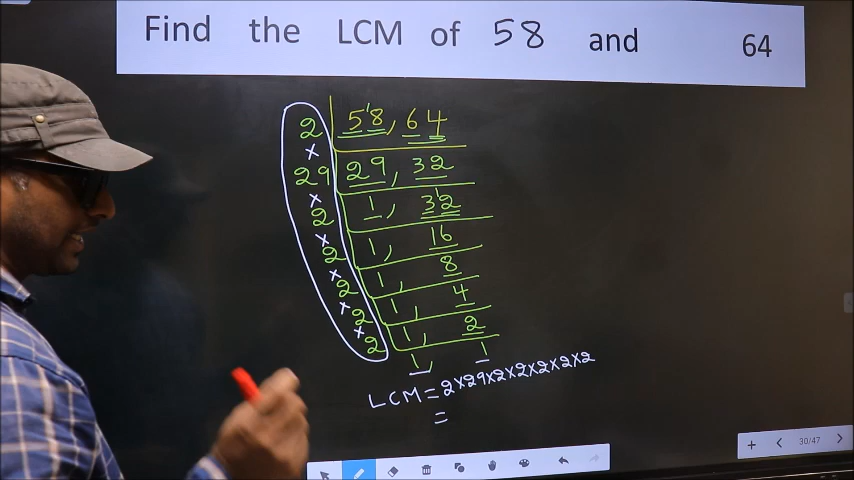 Find the LCM of 58 and 64
2 58, 64
×
29 29, 32
×
2 1, 32
×
2 1, 16
×
2 1, 8
×
2 1, 4
×
2 1, 2
1, 1
LCM = 2×29×2×2×2×2×2
=
30/47